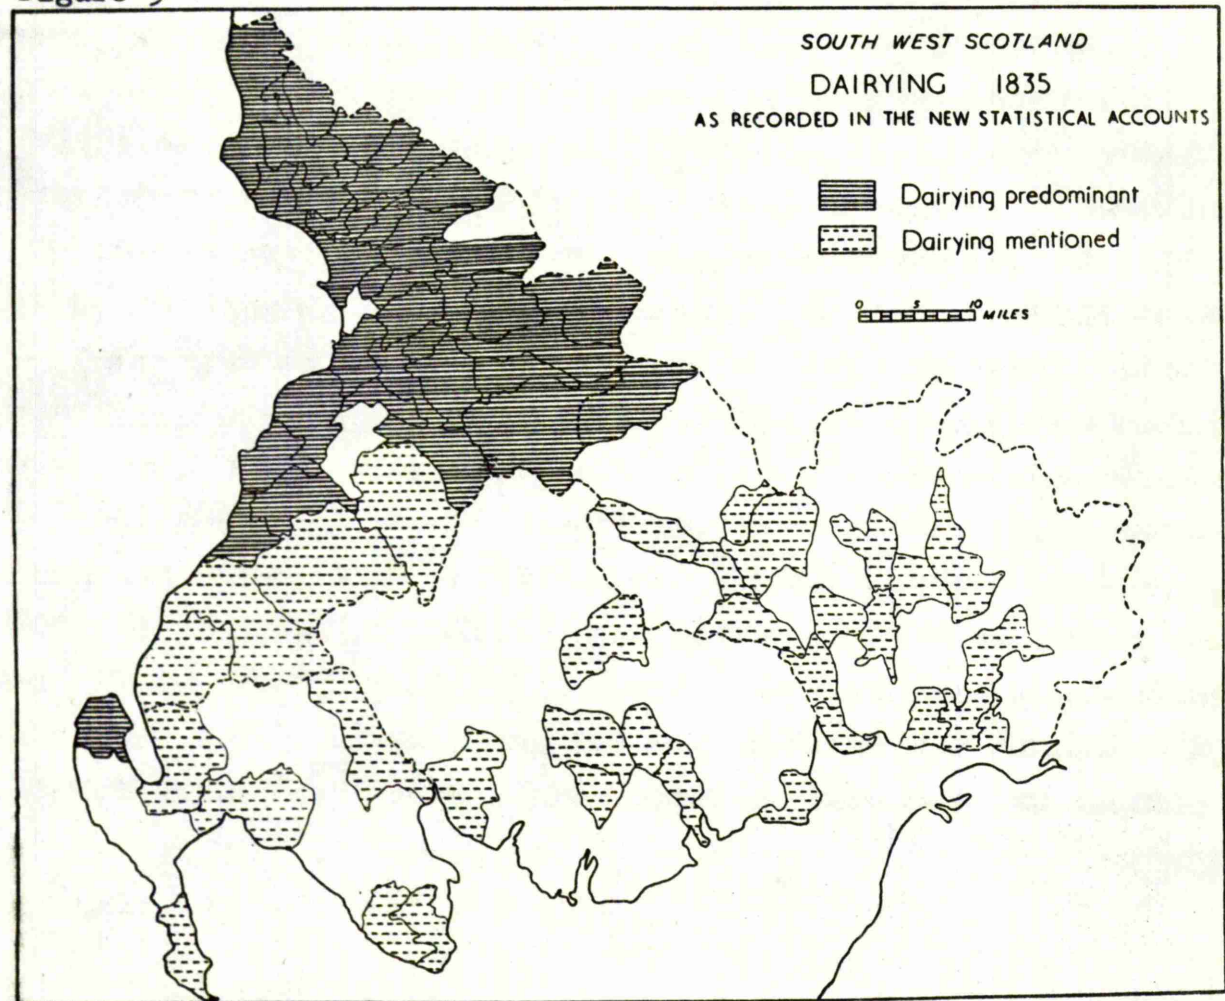 SOUTH WEST SCOTLAND
DAIRYING 1835
AS RECORDED IN THE NEW STATISTICAL ACCOUNTS
Dairying predominant
Dairying mentioned
0 5 10 MILES